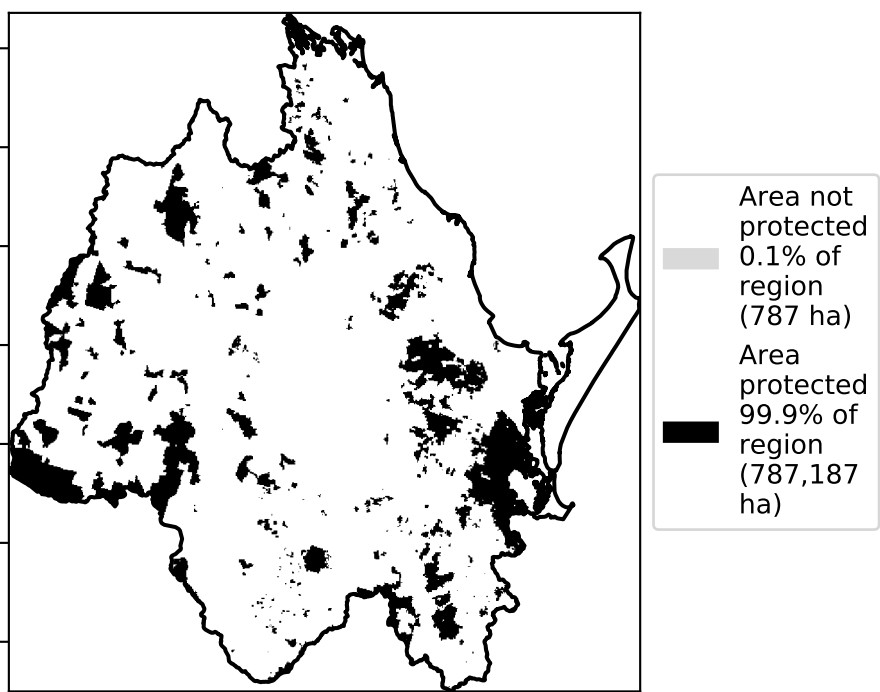 Area not
protected
0.1% of
region
(787 ha)
Area
protected
99.9% of
region
(787,187
ha)